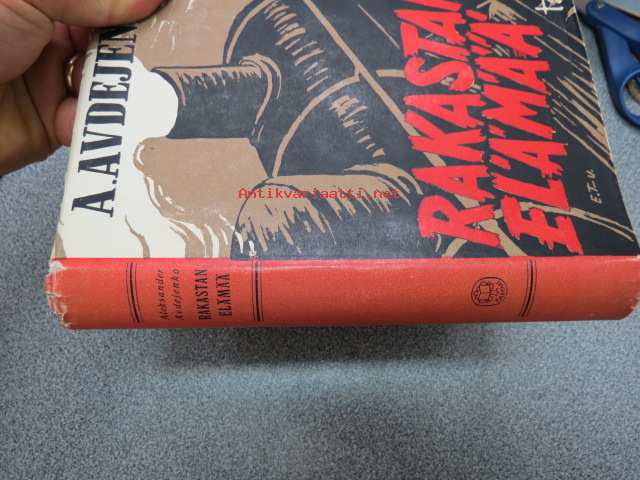 A. AVDEJEN
RAKASTAN
ELÄMÄÄ
E.T-U.
Antikvariaatti.net
Aleksander
Avdejenko
RAKASTAN
ELÄMÄÄ